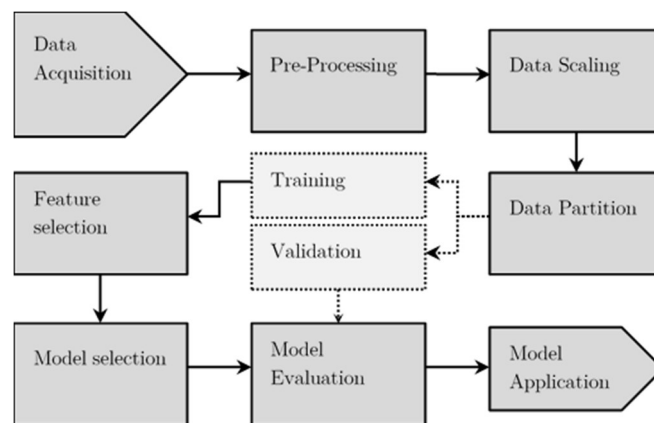 Data
Acquisition
Pre-Processing
Data Scaling
Training
Feature
selection
Data Partition
Validation
Model selection
Model
Evaluation
Model
Application